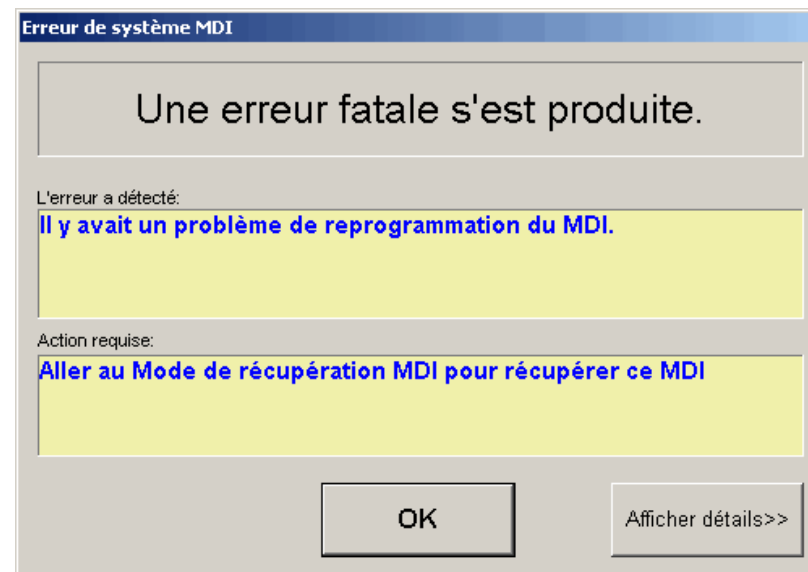 Erreur de système MDI
Une erreur fatale s'est produite.
L'erreur a détecté:
Il y avait un problème de reprogrammation du MDI.
Action requise:
Aller au Mode de récupération MDI pour récupérer ce MDI
OK
Afficher détails>>